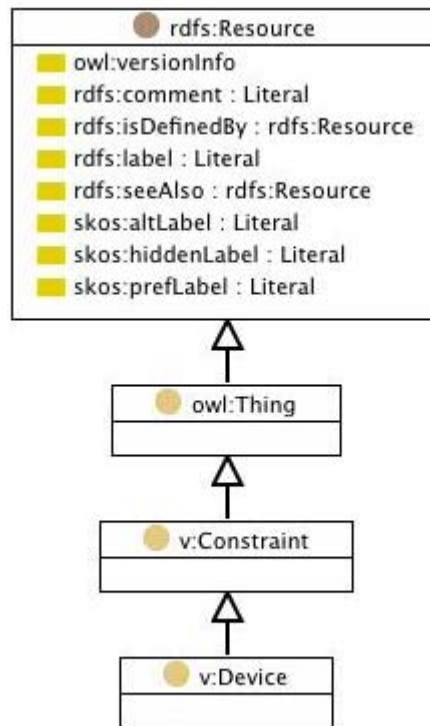 rdfs:Resource
owl:versionInfo
rdfs:comment : Literal
rdfs:isDefinedBy : rdfs:Resource
rdfs:label : Literal
rdfs:seeAlso : rdfs:Resource
skos:altLabel : Literal
skos:hiddenLabel : Literal
skos:prefLabel : Literal
owl:Thing
v:Constraint
v:Device